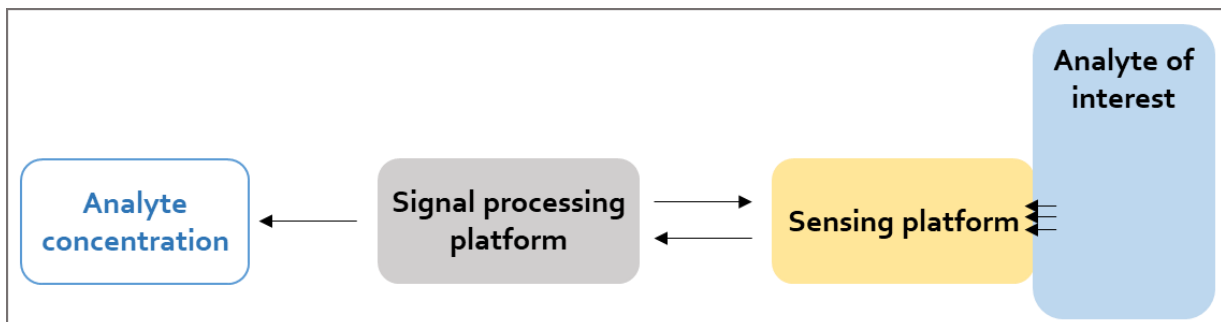 Analyte
concentration
Signal processing
platform
Sensing platform
Analyte of
interest